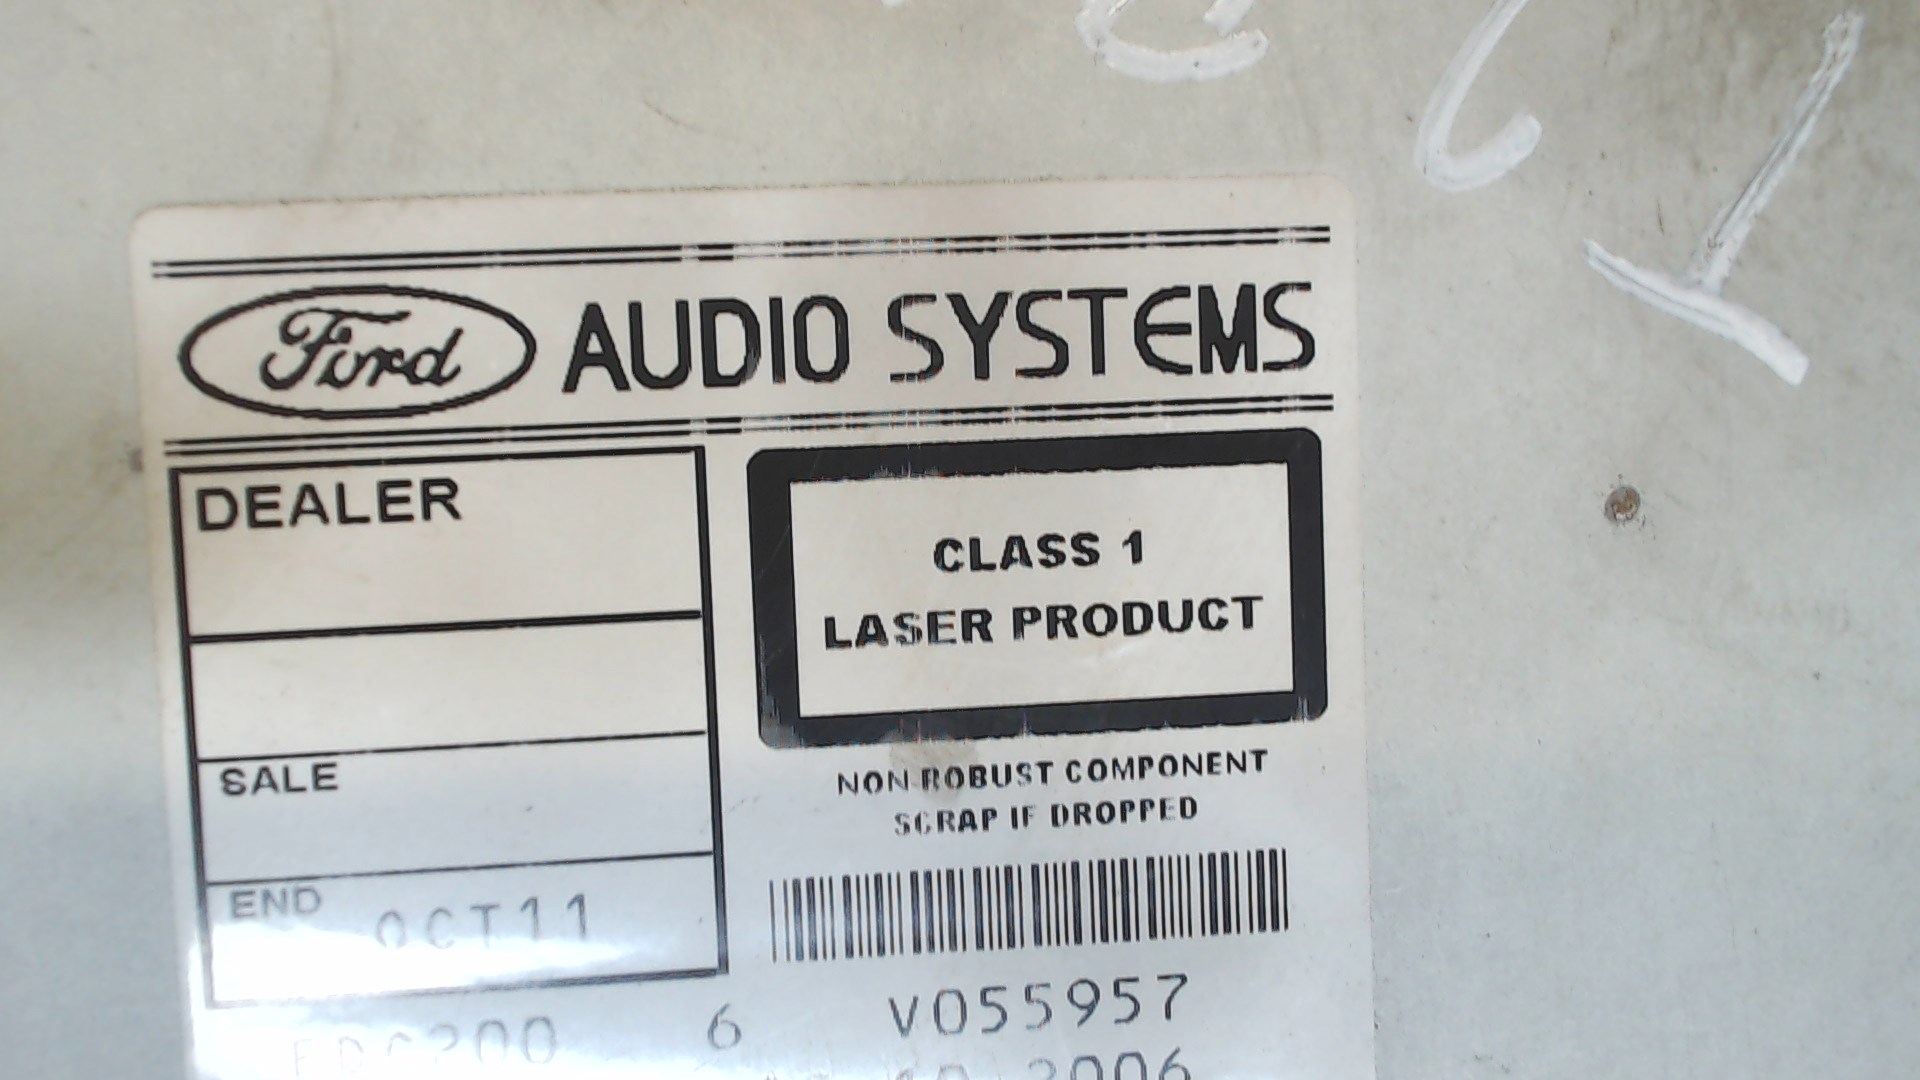 Ford AUDIO SYSTEMS
DEALER
CLASS 1
LASER PRODUCT
SALE
NON ROBUST COMPONENT
SCRAP IF DROPPED
END OCT11
6 V055957
2006